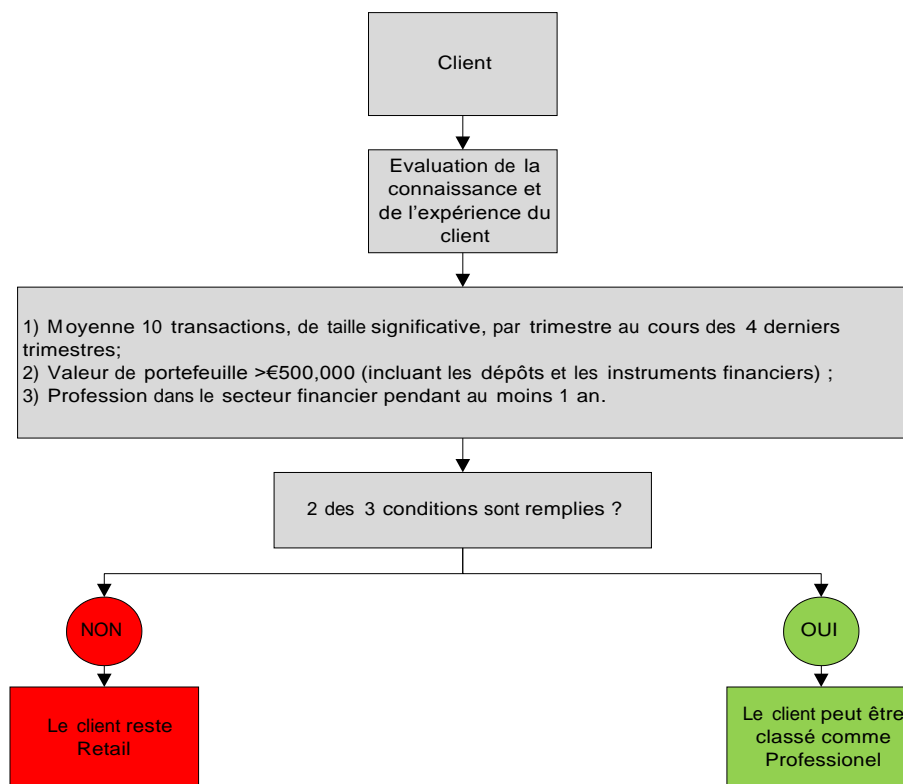 Client
Evaluation de la
connaissance et
de l'expérience du
client
1) Moyenne 10 transactions, de taille significative, par trimestre au cours des 4 derniers
trimestres;
2) Valeur de portefeuille >€500,000 (incluant les dépôts et les instruments financiers) ;
3) Profession dans le secteur financier pendant au moins 1 an.
2 des 3 conditions sont remplies ?
NON
OUI
Le client reste
Retail
Le client peut être
classé comme
Professionel